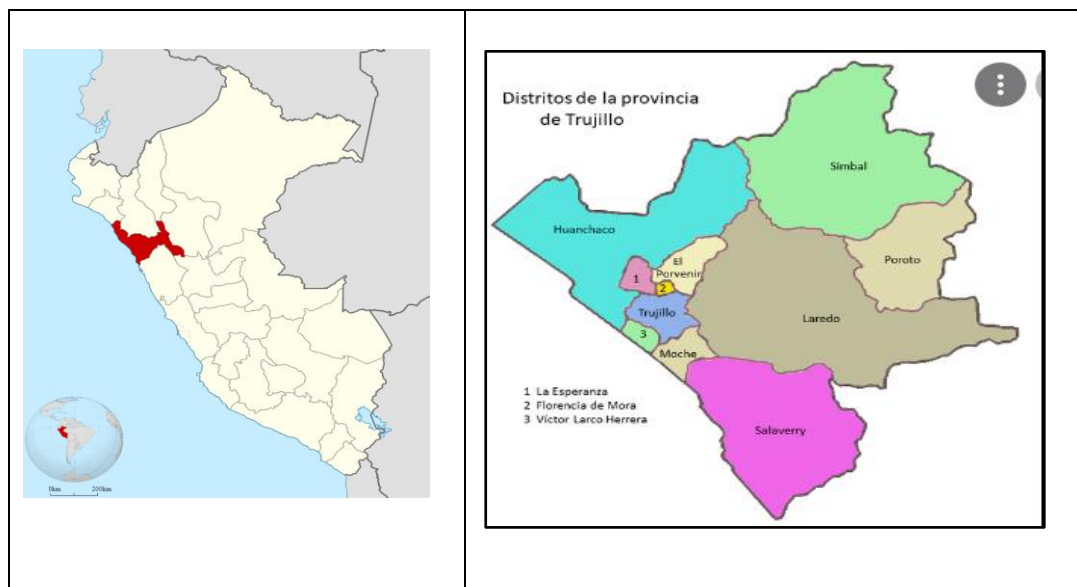 0km 200km
Distritos de la provincia
de Trujillo
Simbal
Huanchaco
Poroto
El
Porvenir
1
2
Trujillo
Laredo
3
Moche
1 La Esperanza
2 Florencia de Mora
3 Víctor Larco Herrera
Salaverry